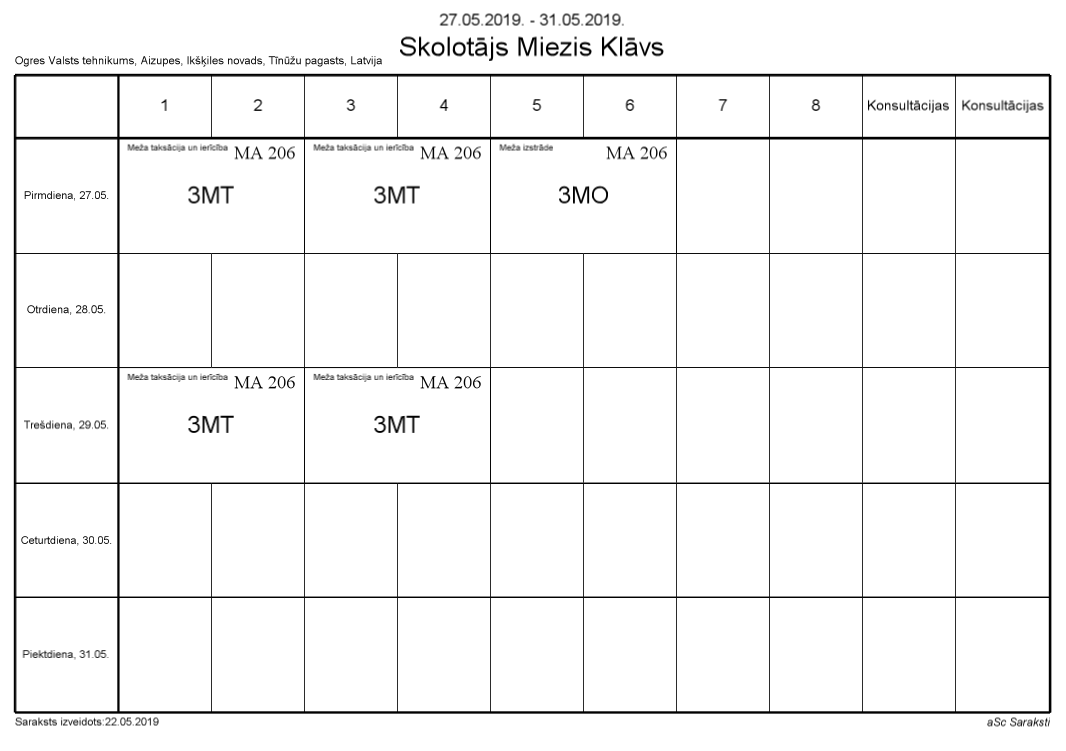 27.05.2019. - 31.05.2019.
Skolotājs Miezis Klāvs
Ogres Valsts tehnikums, Aizupes, Ikšķiles novads, Tīnūžu pagasts, Latvija
1 2 3 4 5 6 7 8 Konsultācijas Konsultācijas
Pirmdiena, 27.05.
Meža taksācija un ierīcība MA 206
3MT
Meža taksācija un ierīcība MA 206
3MT
Meža izstrāde MA 206
3MO
Otrdiena, 28.05.
Trešdiena, 29.05.
Meža taksācija un ierīcība MA 206
3MT
Meža taksācija un ierīcība MA 206
3MT
Ceturtdiena, 30.05.
Piektdiena, 31.05.
Saraksts izveidots:22.05.2019
aSc Saraksti